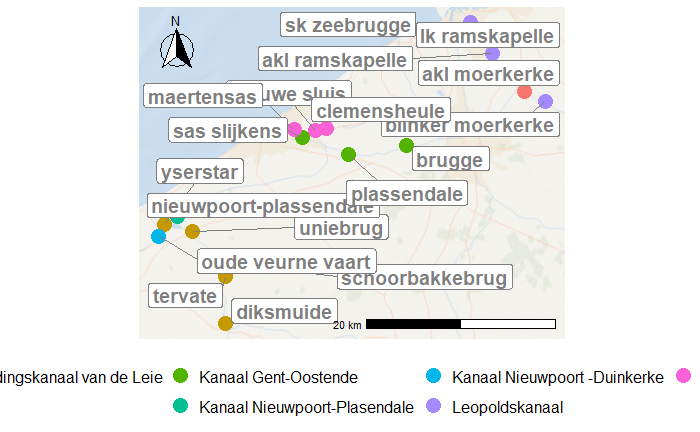 N
sk zeebrugge
lk ramskapelle
akl ramskapelle
akl moerkerke
uwe sluis
maertensas
clemensheule
sas slijkens
blinker moerkerke
brugge
yserstar
plassendale
nieuwpoort-plassendale
uniebrug
oude veurne vaart
schoorbakkebrug
tervate
diksmuide
20 km
dingskanaal van de Leie
Kanaal Gent-Oostende
Kanaal Nieuwpoort -Duinkerke
Kanaal Nieuwpoort-Plasendale
Leopoldskanaal